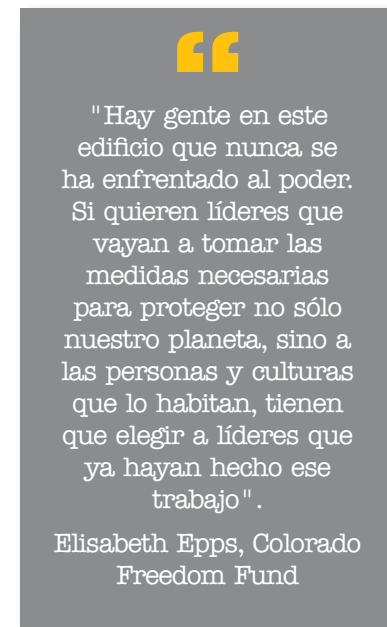 "Hay gente en este
edificio que nunca se
ha enfrentado al poder.
Si quieren líderes que
vayan a tomar las
medidas necesarias
para proteger no sólo
nuestro planeta, sino a
las personas y culturas
que lo habitan, tienen
que elegir a líderes que
ya hayan hecho ese
trabajo".
Elisabeth Epps, Colorado
Freedom Fund